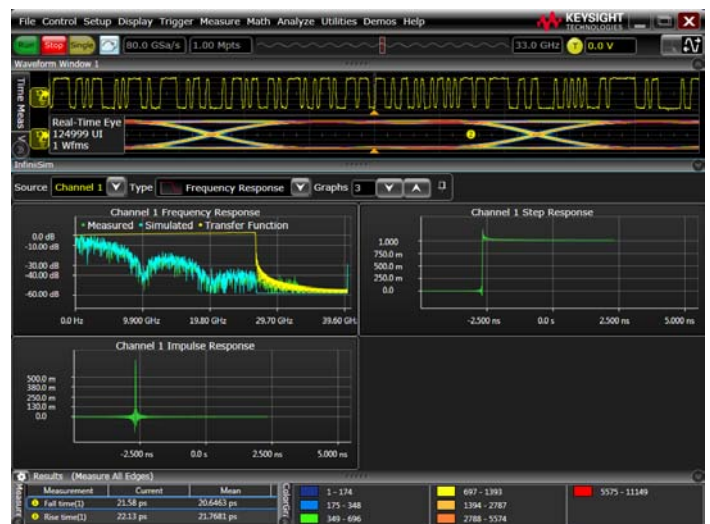 File Control Setup Display Trigger Measure Math Analyze Utilities Demos Help
KEYSIGHT
TECHNOLOGIES
Run Stop Single 80.0 GSa/s 1.00 Mpts 33.0 GHz T 0.0 V
Waveform Window 1
Time Meas
Real-Time Eye
124999 UI
1 Wfms
InfiniiSim
Source Channel 1 Type Frequency Response Graphs 3
Channel 1 Frequency Response
Measured Simulated Transfer Function
0.0 dB
-10.00 dB
-30.00 dB
-40.00 dB
-60.00 dB
0.0 Hz 9.900 GHz 19.80 GHz 29.70 GHz 39.60 GHz
Channel 1 Step Response
1.000
750.0 m
500.0 m
250.0 m
0.0
-2.500 ns 0.0 s 2.500 ns 5.000 ns
Channel 1 Impulse Response
500.0 m
380.0 m
250.0 m
130.0 m
0.0
-2.500 ns 0.0 s 2.500 ns 5.000 ns
Results (Measure All Edges)
Measurement Current Mean
Fall time(1) 21.58 ps 20.6463 ps
Rise time(1) 22.13 ps 21.7681 ps
1 - 174
175 - 348
349 - 696
697 - 1393
1394 - 2787
2788 - 5574
5575 - 11149